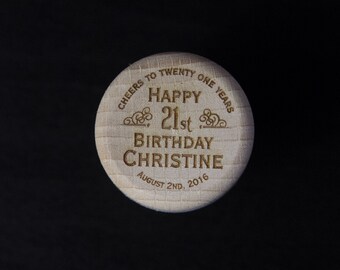 CHEERS TO TWENTY ONE YEARS
HAPPY
21st
BIRTHDAY
CHRISTINE
AUGUST 2ND, 2016